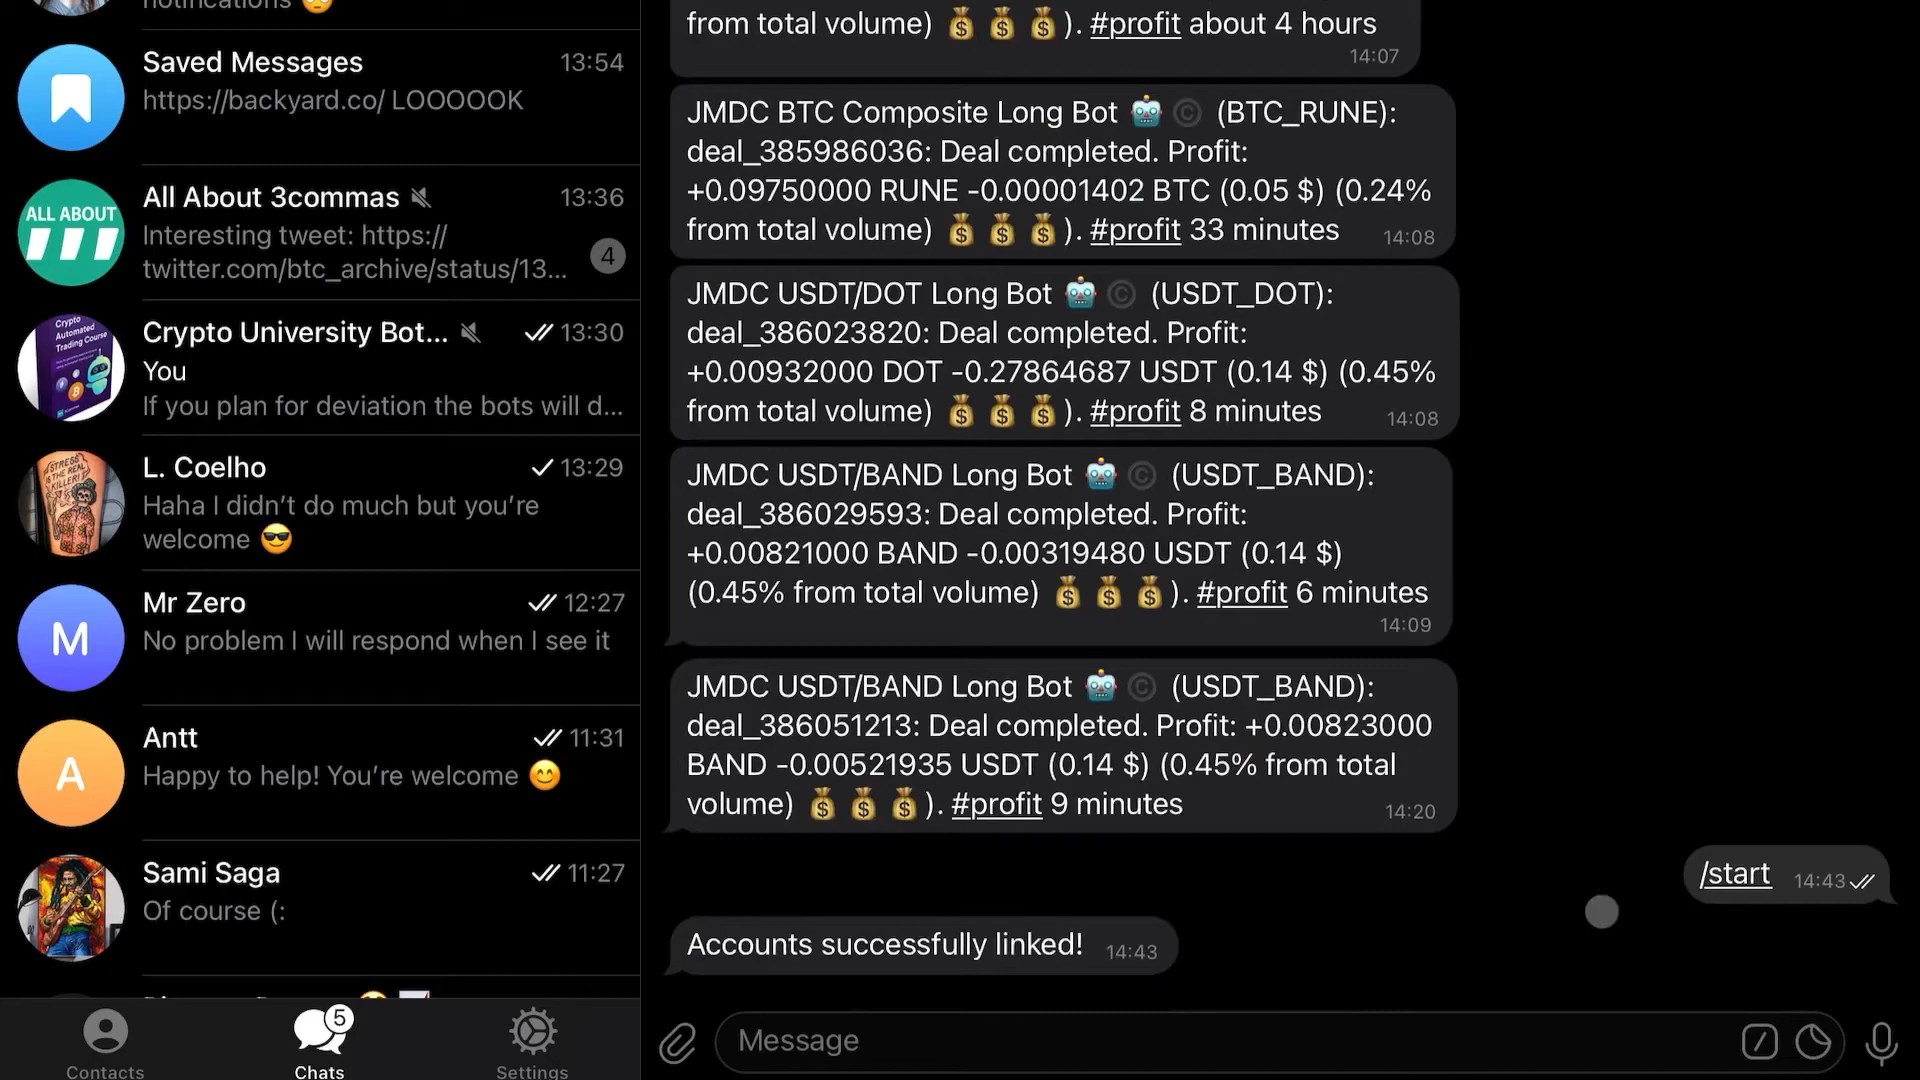 notifications 😳
Saved Messages 13:54
https://backyard.co/ LOOOOOK
ALL ABOUT
All About 3commas 13:36
Interesting tweet: https://
twitter.com/btc_archive/status/13... 4
Crypto
Automated
Trading Course
Crypto University Bot... 13:30
You
If you plan for deviation the bots will d...
STRESS
THE REAL
KILLER!
L. Coelho 13:29
Haha I didn’t do much but you’re
welcome 😎
M
Mr Zero 12:27
No problem I will respond when I see it
A
Antt 11:31
Happy to help! You’re welcome 😊
Sami Saga 11:27
Of course (:
5
Contacts
Chats
Settings
from total volume) 💰 💰 💰 ). #profit about 4 hours
14:07
JMDC BTC Composite Long Bot 🤖 © (BTC_RUNE):
deal_385986036: Deal completed. Profit:
+0.09750000 RUNE -0.00001402 BTC (0.05 $) (0.24%
from total volume) 💰 💰 💰 ). #profit 33 minutes 14:08
JMDC USDT/DOT Long Bot 🤖 © (USDT_DOT):
deal_386023820: Deal completed. Profit:
+0.00932000 DOT -0.27864687 USDT (0.14 $) (0.45%
from total volume) 💰 💰 💰 ). #profit 8 minutes 14:08
JMDC USDT/BAND Long Bot 🤖 © (USDT_BAND):
deal_386029593: Deal completed. Profit:
+0.00821000 BAND -0.00319480 USDT (0.14 $)
(0.45% from total volume) 💰 💰 💰 ). #profit 6 minutes
14:09
JMDC USDT/BAND Long Bot 🤖 © (USDT_BAND):
deal_386051213: Deal completed. Profit: +0.00823000
BAND -0.00521935 USDT (0.14 $) (0.45% from total
volume) 💰 💰 💰 ). #profit 9 minutes 14:20
/start 14:43
Accounts successfully linked! 14:43
Message